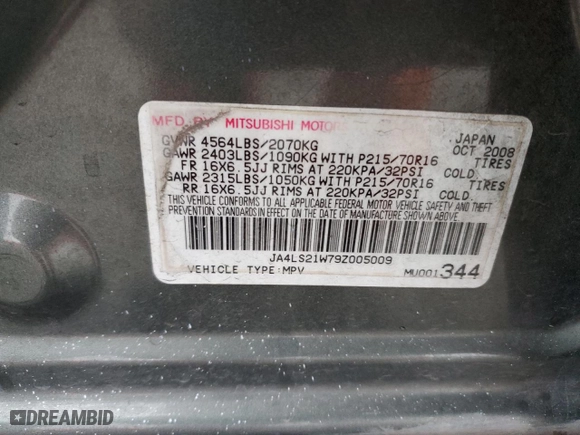 MFD. BY MITSUBISHI MOTOR
JAPAN
GVWR 4564LBS/2070KG OCT 2008
GAWR 2403LBS/1090KG WITH P215/70R16 TIRES
FR 16X6.5JJ RIMS AT 220KPA/32PSI COLD
GAWR 2315LBS/1050KG WITH P215/70R16 TIRES
RR 16X6.5JJ RIMS AT 220KPA/32PSI COLD
THIS VEHICLE CONFORMS TO ALL APPLICABLE FEDERAL MOTOR VEHICLE SAFETY AND THEFT
PREVENTION STANDARDS IN EFFECT ON THE DATE OF MANUFACTURE SHOWN ABOVE.
JA4LS21W79Z005009
VEHICLE TYPE:MPV MU001344
DREAMBID